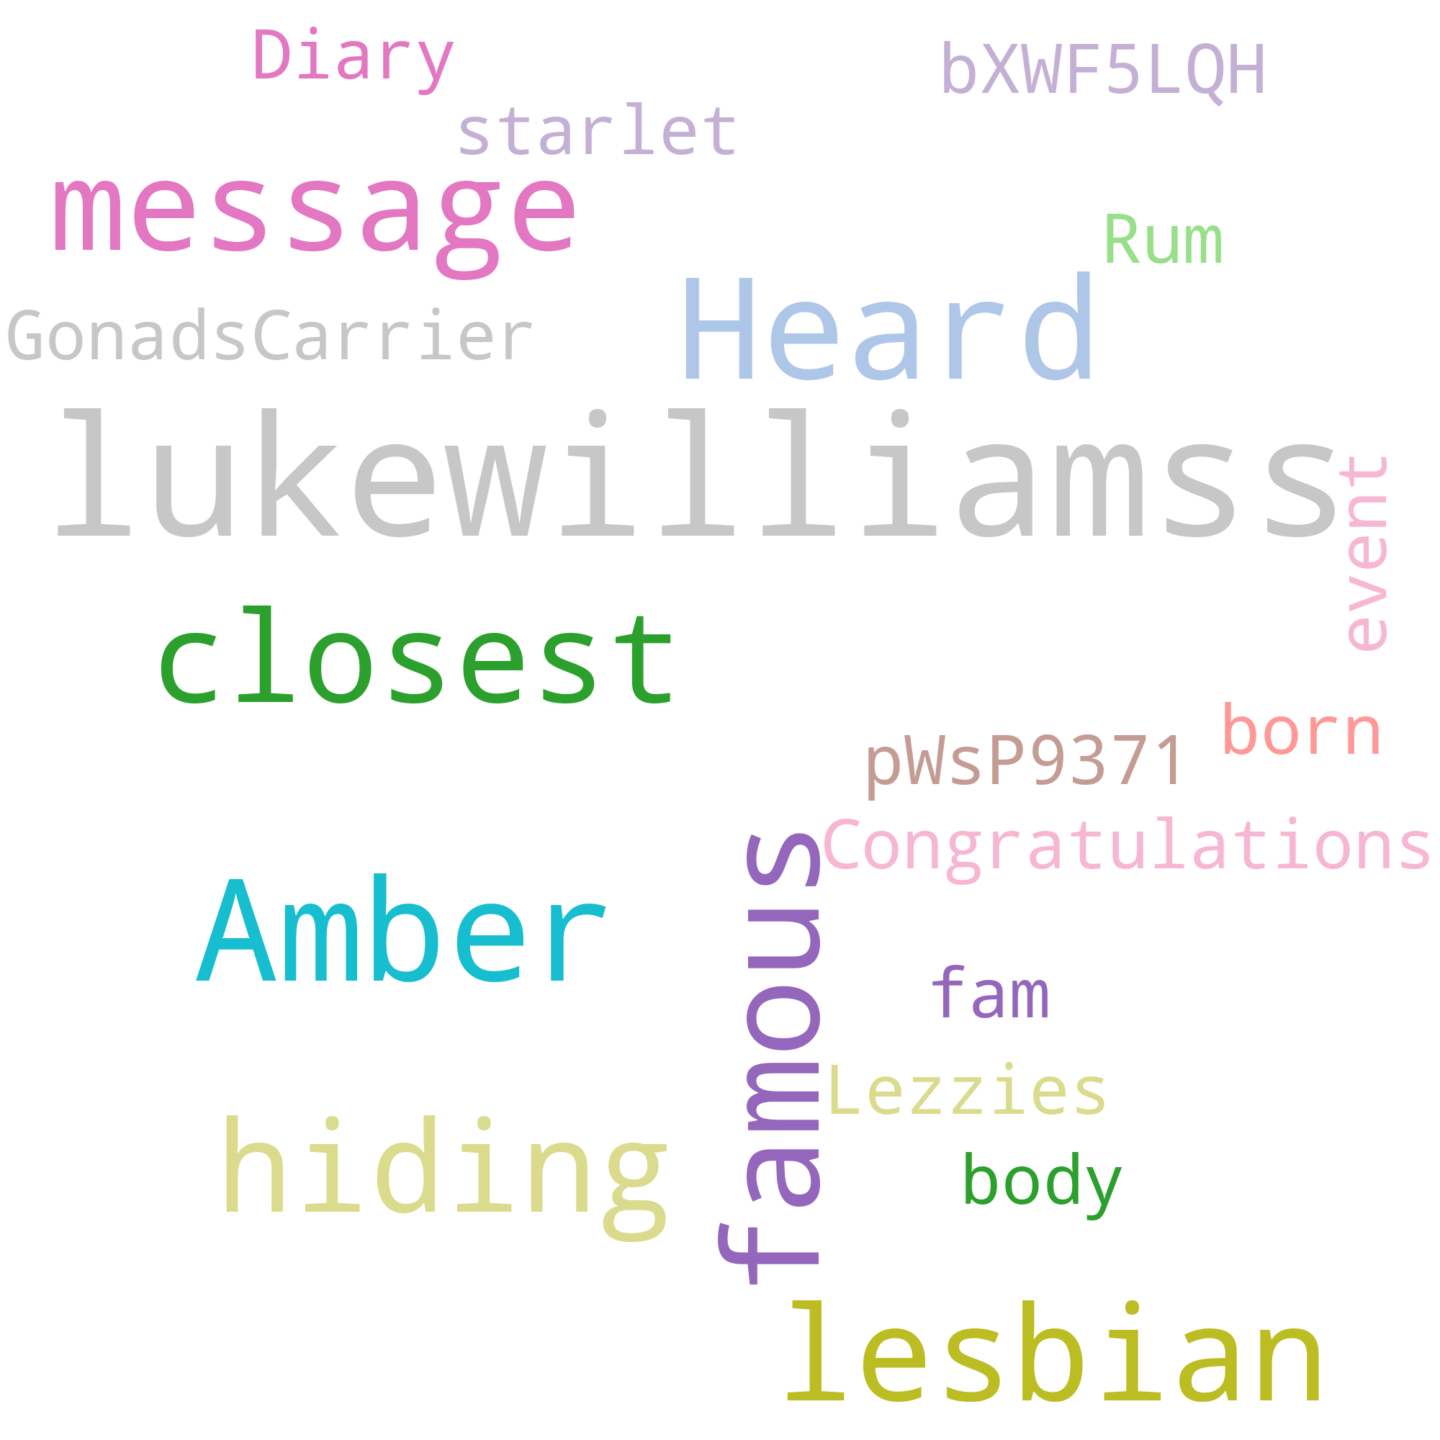 Diary
bXWF5LQH
starlet
message
Rum
Heard
GonadsCarrier
lukewilliamss
event
closest
born
pWsP9371
Congratulations
famous
Amber
fam
Lezzies
hiding
body
lesbian